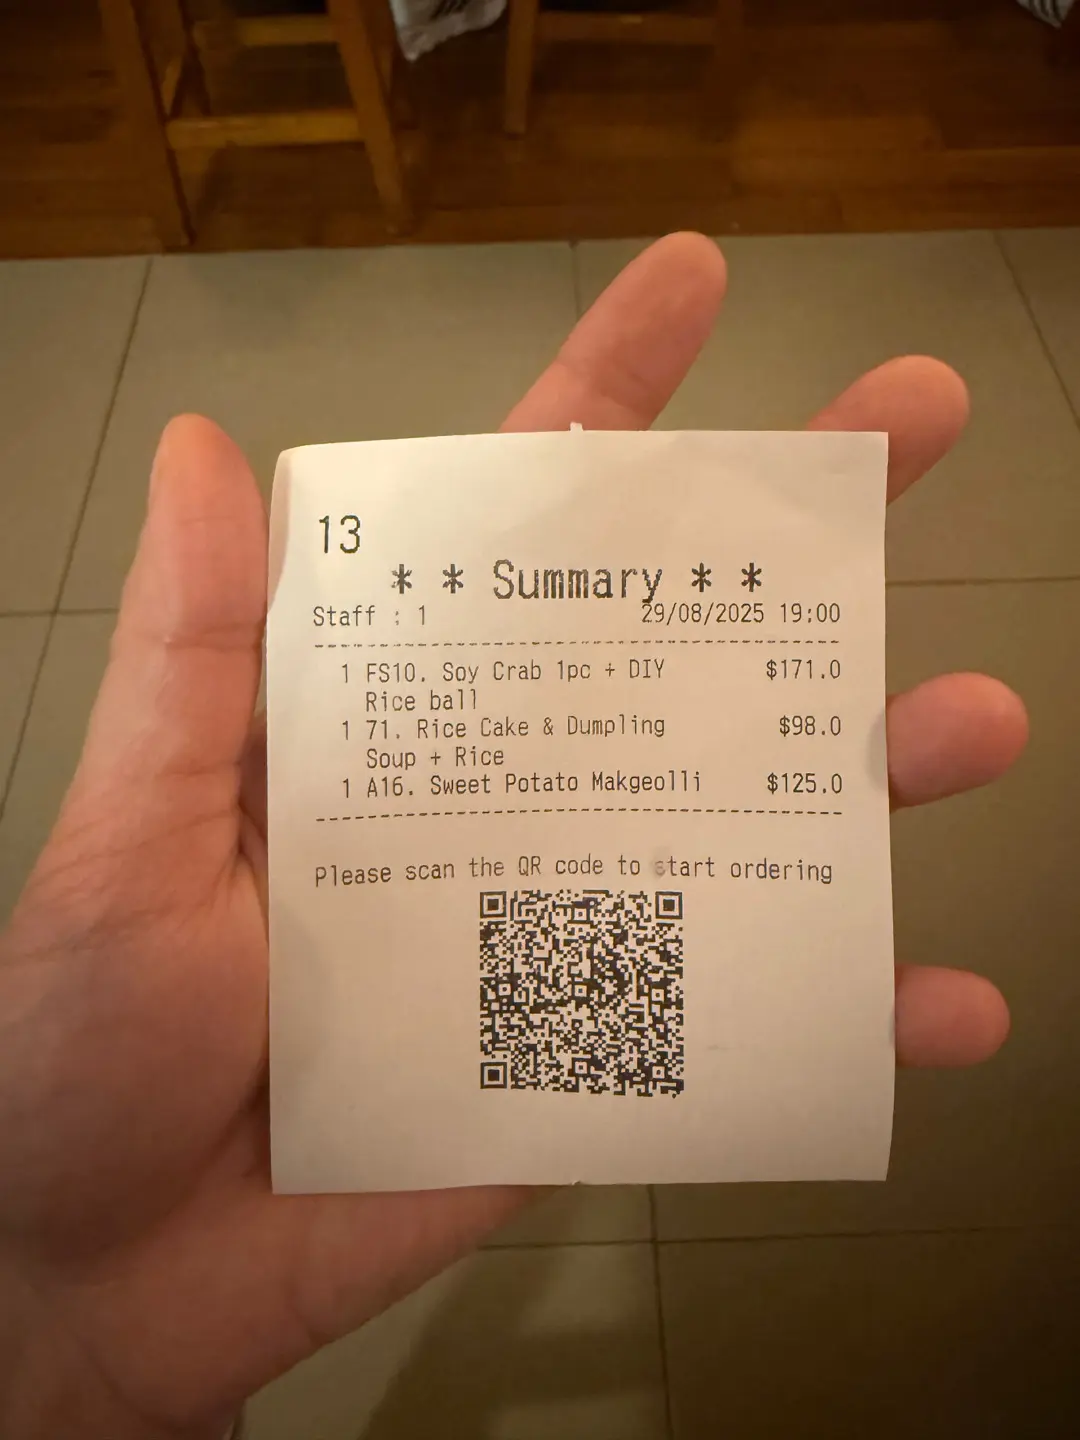 13
* * Summary * *
Staff : 1 29/08/2025 19:00
1 FS10. Soy Crab 1pc + DIY $171.0
Rice ball
1 71. Rice Cake & Dumpling $98.0
Soup + Rice
1 A16. Sweet Potato Makgeolli $125.0
Please scan the QR code to start ordering